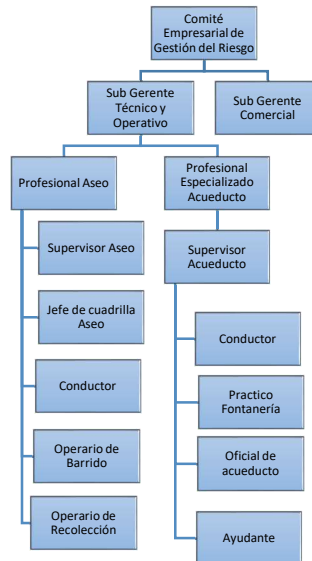 Comité
Empresarial de
Gestión del Riesgo
Sub Gerente
Técnico y
Operativo
Sub Gerente
Comercial
Profesional Aseo
Profesional
Especializado
Acueducto
Supervisor Aseo
Supervisor
Acueducto
Jefe de cuadrilla
Aseo
Conductor
Conductor
Practico
Fontanería
Operario de
Barrido
Oficial de
acueducto
Operario de
Recolección
Ayudante